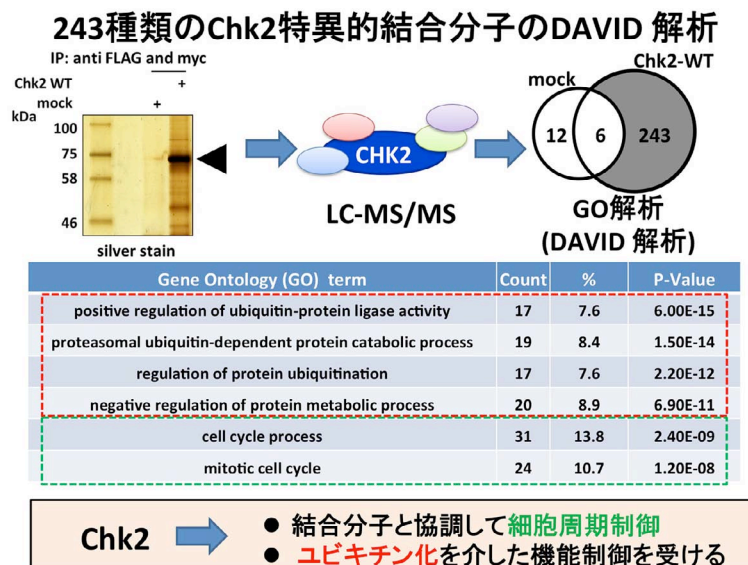 243種類のChk2特異的結合分子のDAVID 解析
IP: anti FLAG and myc
Chk2 WT +
mock +
kDa
100
75
58
46
silver stain
CHK2
LC-MS/MS
mock
Chk2-WT
12 6 243
GO解析
(DAVID 解析)
Gene Ontology (GO) term Count % P-Value
positive regulation of ubiquitin-protein ligase activity 17 7.6 6.00E-15
proteasomal ubiquitin-dependent protein catabolic process 19 8.4 1.50E-14
regulation of protein ubiquitination 17 7.6 2.20E-12
negative regulation of protein metabolic process 20 8.9 6.90E-11
cell cycle process 31 13.8 2.40E-09
mitotic cell cycle 24 10.7 1.20E-08
Chk2
● 結合分子と協調して細胞周期制御
● ユビキチン化を介した機能制御を受ける